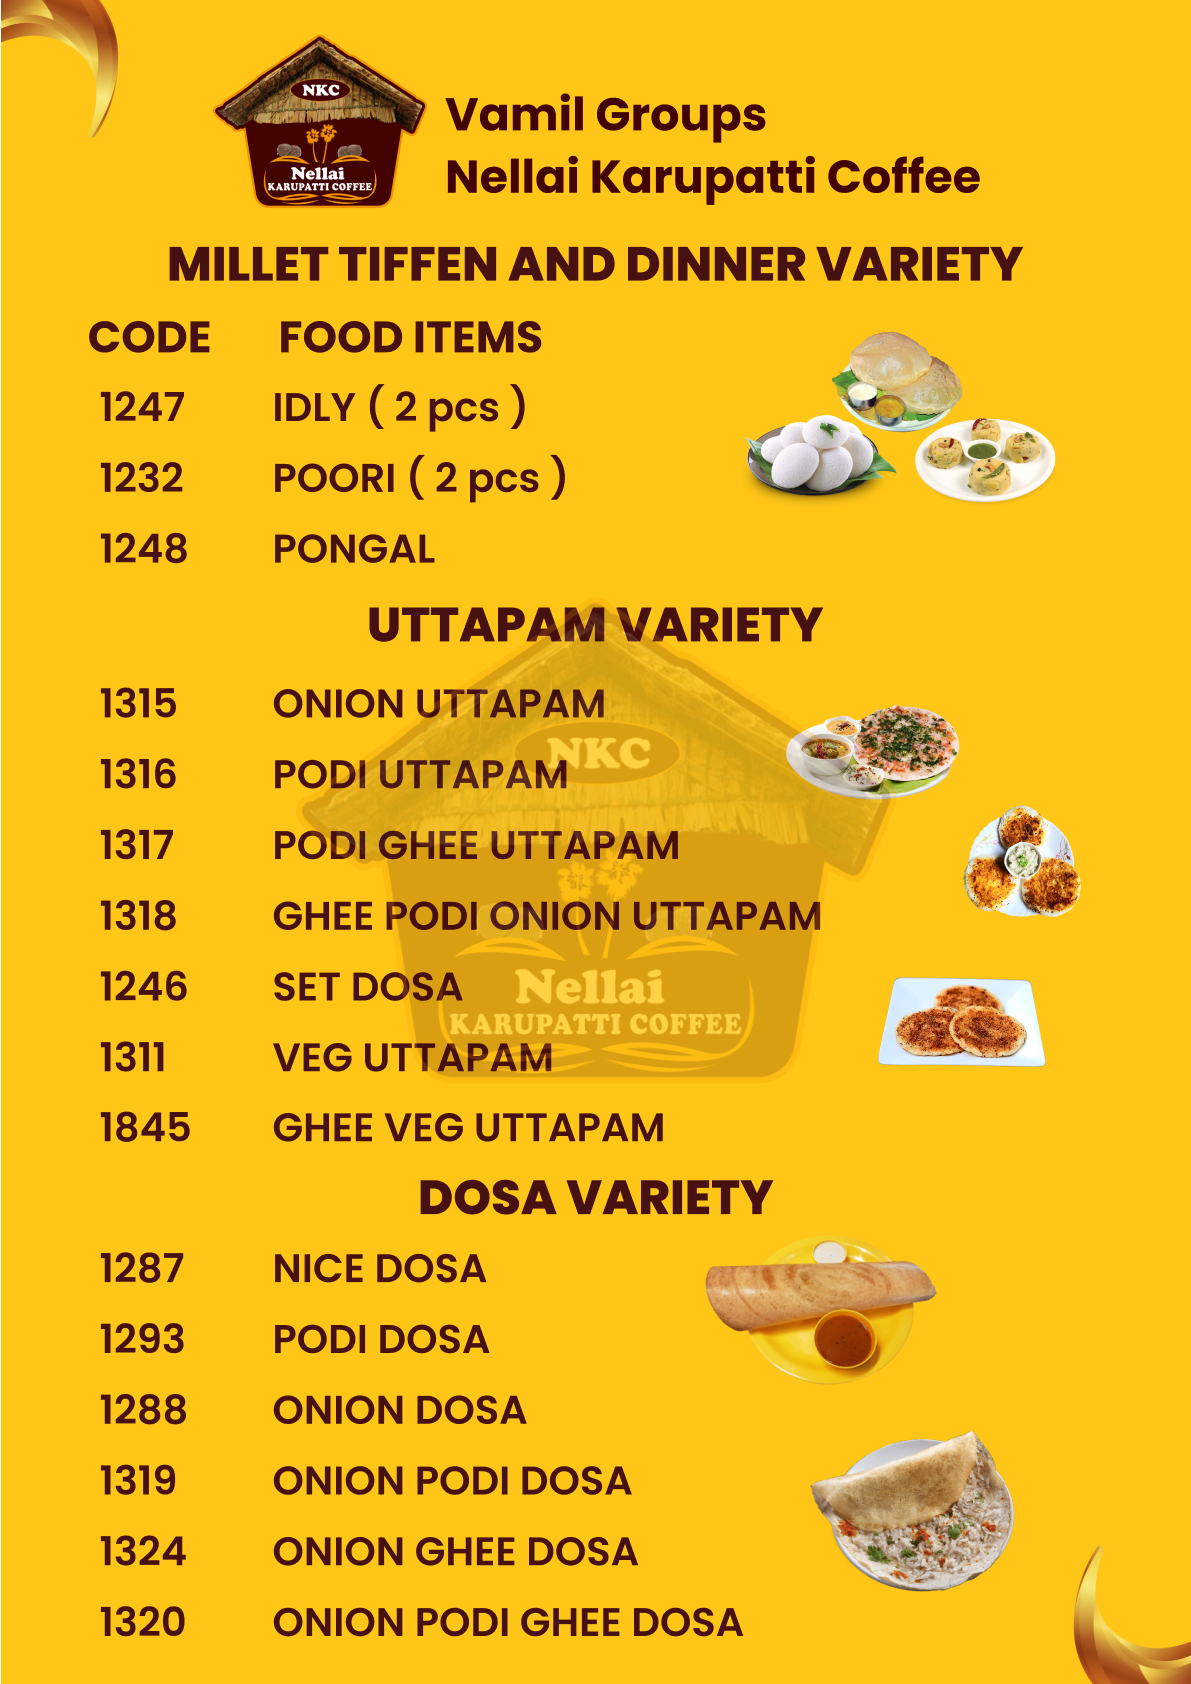 NKC
Nellai
KARUPATTI COFFEE
Vamil Groups
Nellai Karupatti Coffee
MILLET TIFFEN AND DINNER VARIETY
CODE FOOD ITEMS
1247 IDLY ( 2 pcs )
1232 POORI ( 2 pcs )
1248 PONGAL
UTTAPAM VARIETY
1315 ONION UTTAPAM
NKC
1316 PODI UTTAPAM
1317 PODI GHEE UTTAPAM
1318 GHEE PODI ONION UTTAPAM
1246 SET DOSA
Nellai
KARUPATTI COFFEE
1311 VEG UTTAPAM
1845 GHEE VEG UTTAPAM
DOSA VARIETY
1287 NICE DOSA
1293 PODI DOSA
1288 ONION DOSA
1319 ONION PODI DOSA
1324 ONION GHEE DOSA
1320 ONION PODI GHEE DOSA